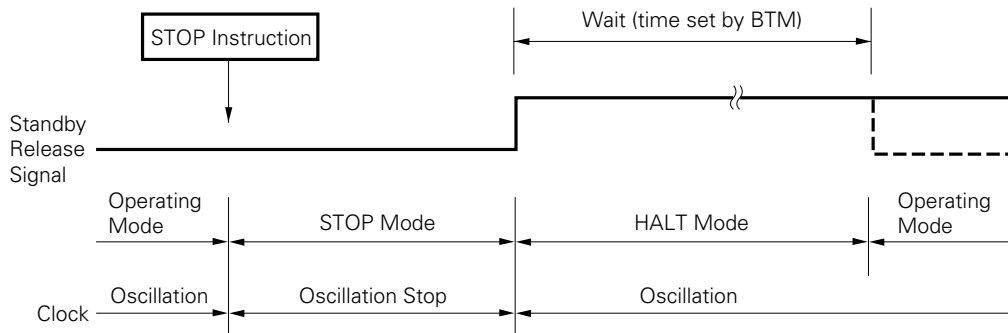 Wait (time set by BTM)
STOP Instruction
Standby
Release
Signal
Operating
Mode
STOP Mode
HALT Mode
Operating
Mode
Clock
Oscillation
Oscillation Stop
Oscillation